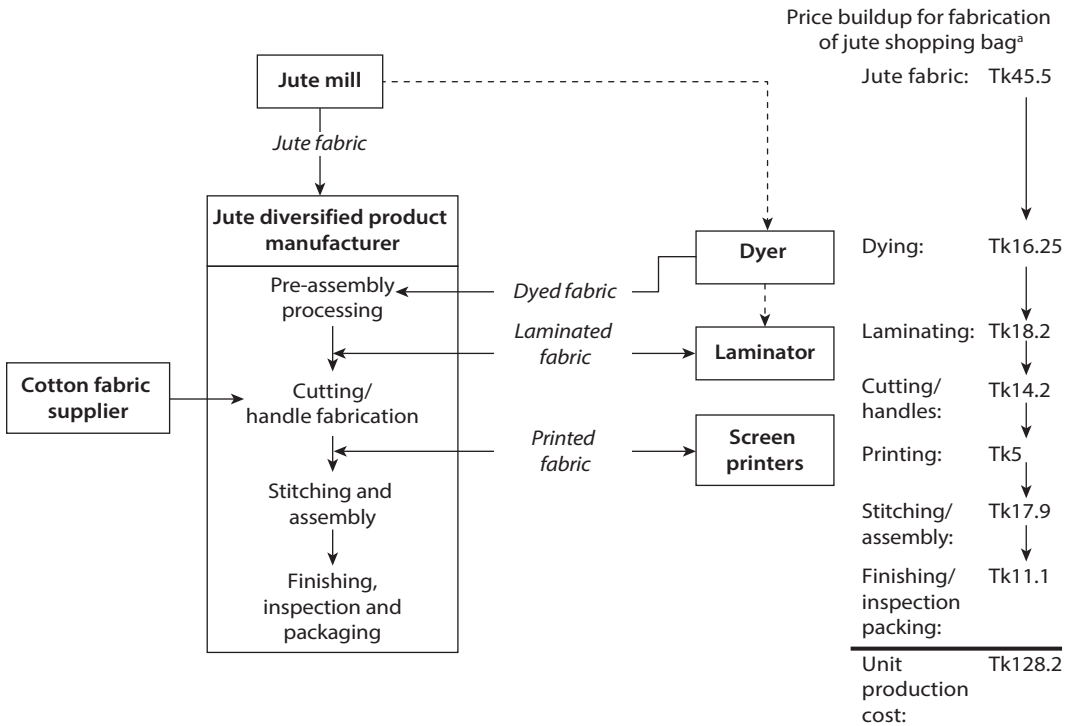 Price buildup for fabrication
of jute shopping bagᵃ
Jute mill
Jute fabric: Tk45.5
Jute fabric
Jute diversified product
manufacturer
Dyer
Dying: Tk16.25
Pre-assembly
processing
Dyed fabric
Laminated
fabric
Laminator
Laminating: Tk18.2
Cotton fabric
supplier
Cutting/
handle fabrication
Cutting/ Tk14.2
handles:
Printed
fabric
Screen
printers
Printing: Tk5
Stitching and
assembly
Stitching/ Tk17.9
assembly:
Finishing,
inspection and
packaging
Finishing/ Tk11.1
inspection
packing:
Unit Tk128.2
production
cost: